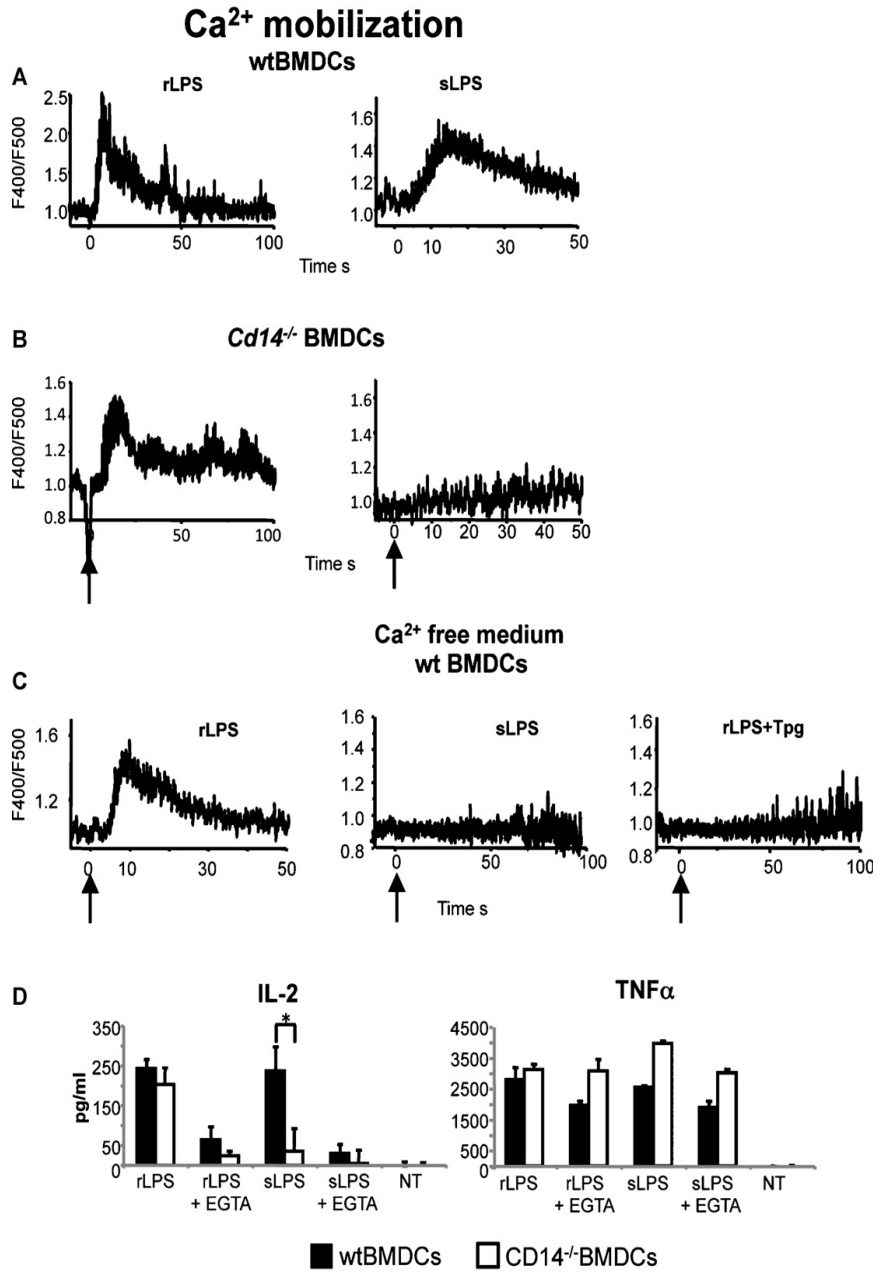 Ca²⁺ mobilization
wtBMDCs
A
rLPS
sLPS
F400/F500
2.5
2.0
1.5
1.0
0
50
100
1.6
1.4
1.2
1.0
0
10
30
50
Time s
B
Cd14⁻/⁻ BMDCs
F400/F500
1.6
1.4
1.2
1.0
0.8
0
50
100
1.6
1.4
1.2
1.0
0
10
20
30
40
50
Time s
Ca²⁺ free medium
wt BMDCs
C
rLPS
sLPS
rLPS+Tpg
F400/F500
1.6
1.2
0
10
30
50
1.6
1.4
1.2
1.0
0.8
0
50
100
1.6
1.4
1.2
1.0
0.8
0
50
100
Time s
D
IL-2
TNFα
pg/ml
350
250
150
50
0
*
rLPS
rLPS + EGTA
sLPS
sLPS + EGTA
NT
4500
3500
2500
1500
500
0
rLPS
rLPS + EGTA
sLPS
sLPS + EGTA
NT
wtBMDCs
CD14⁻/⁻BMDCs